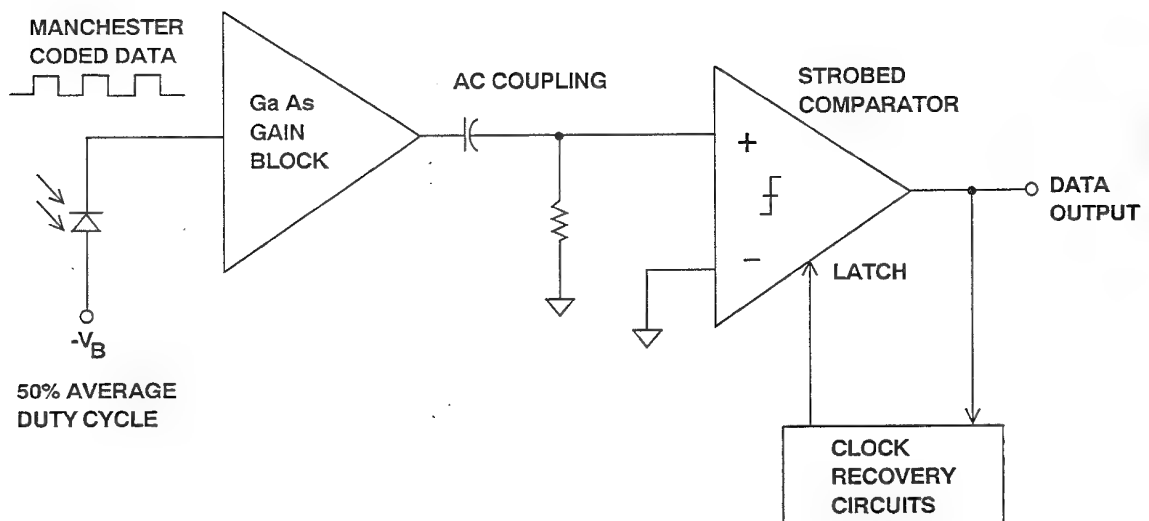 MANCHESTER
CODED DATA
Ga As
GAIN
BLOCK
AC COUPLING
STROBED
COMPARATOR
+
−
LATCH
DATA
OUTPUT
-VB
50% AVERAGE
DUTY CYCLE
CLOCK
RECOVERY
CIRCUITS